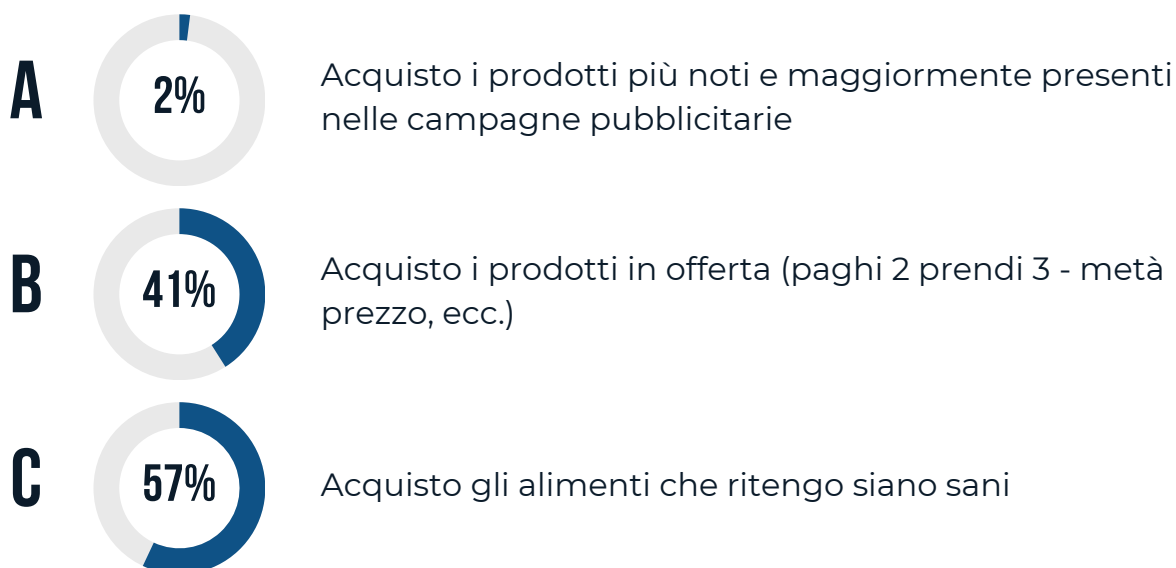 A
2%
Acquisto i prodotti più noti e maggiormente presenti
nelle campagne pubblicitarie
B
41%
Acquisto i prodotti in offerta (paghi 2 prendi 3 - metà
prezzo, ecc.)
C
57%
Acquisto gli alimenti che ritengo siano sani